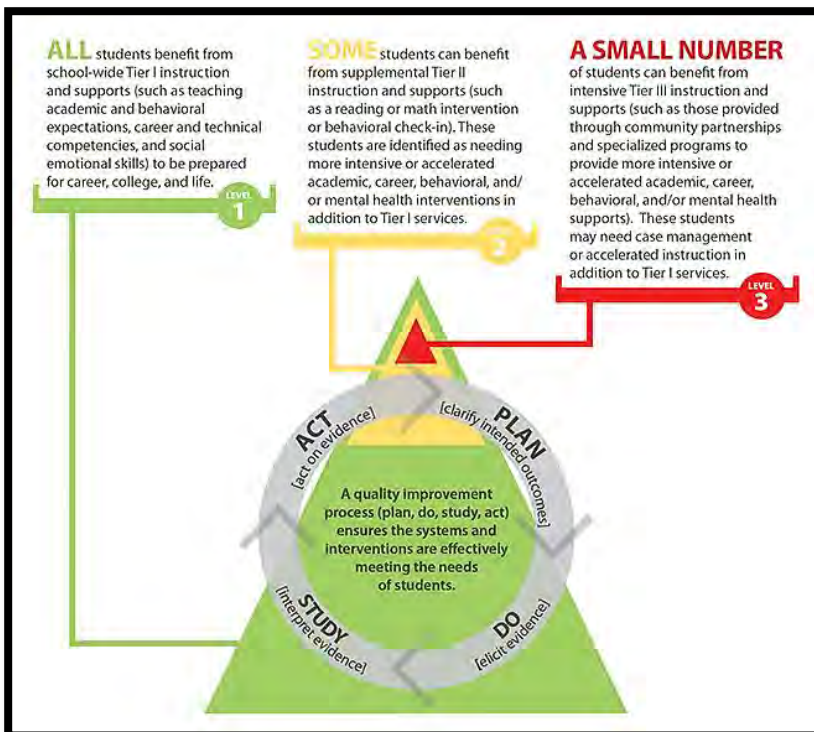 ALL students benefit from
school-wide Tier I instruction
and supports (such as teaching
academic and behavioral
expectations, career and technical
competencies, and social
emotional skills) to be prepared
for career, college, and life.
LEVEL
1
SOME students can benefit
from supplemental Tier II
instruction and supports (such
as a reading or math intervention
or behavioral check-in). These
students are identified as needing
more intensive or accelerated
academic, career, behavioral, and/
or mental health interventions in
addition to Tier I services.
LEVEL
2
A SMALL NUMBER
of students can benefit from
intensive Tier III instruction and
supports (such as those provided
through community partnerships
and specialized programs to
provide more intensive or
accelerated academic, career,
behavioral, and/or mental health
supports). These students
may need case management
or accelerated instruction in
addition to Tier I services.
LEVEL
3
ACT
[act on evidence]
PLAN
[clarify intended outcomes]
A quality improvement
process (plan, do, study, act)
ensures the systems and
interventions are effectively
meeting the needs
of students.
STUDY
[interpret evidence]
DO
[elicit evidence]